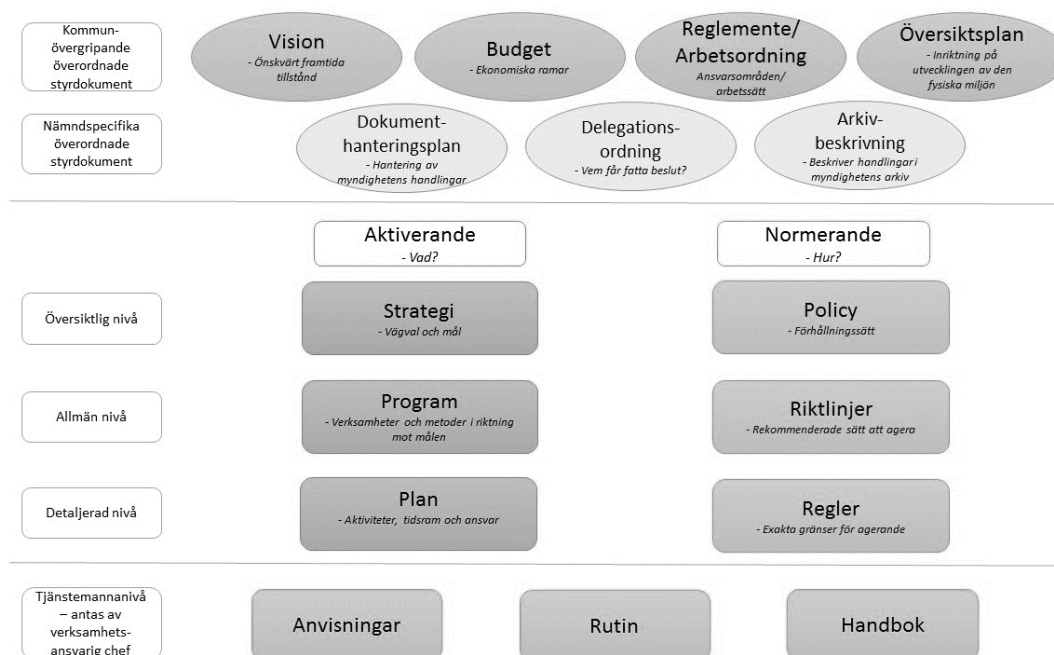 Kommun-
övergripande
överordnade
styrdokument
Vision
- Önskvärt framtida
tillstånd
Budget
- Ekonomiska ramar
Reglemente/
Arbetsordning
Ansvarsområden/
arbetssätt
Översiktsplan
- Inriktning på
utvecklingen av den
fysiska miljön
Nämndspecifika
överordnade
styrdokument
Dokument-
hanteringsplan
- Hantering av
myndighetens handlingar
Delegations-
ordning
- Vem får fatta beslut?
Arkiv-
beskrivning
- Beskriver handlingar i
myndighetens arkiv
Aktiverande
- Vad?
Normerande
- Hur?
Översiktlig nivå
Strategi
- Vägval och mål
Policy
- Förhållningssätt
Allmän nivå
Program
- Verksamheter och metoder i riktning
mot målen
Riktlinjer
- Rekommenderade sätt att agera
Detaljerad nivå
Plan
- Aktiviteter, tidsram och ansvar
Regler
- Exakta gränser för agerande
Tjänstemannanivå
– antas av
verksamhets-
ansvarig chef
Anvisningar
Rutin
Handbok